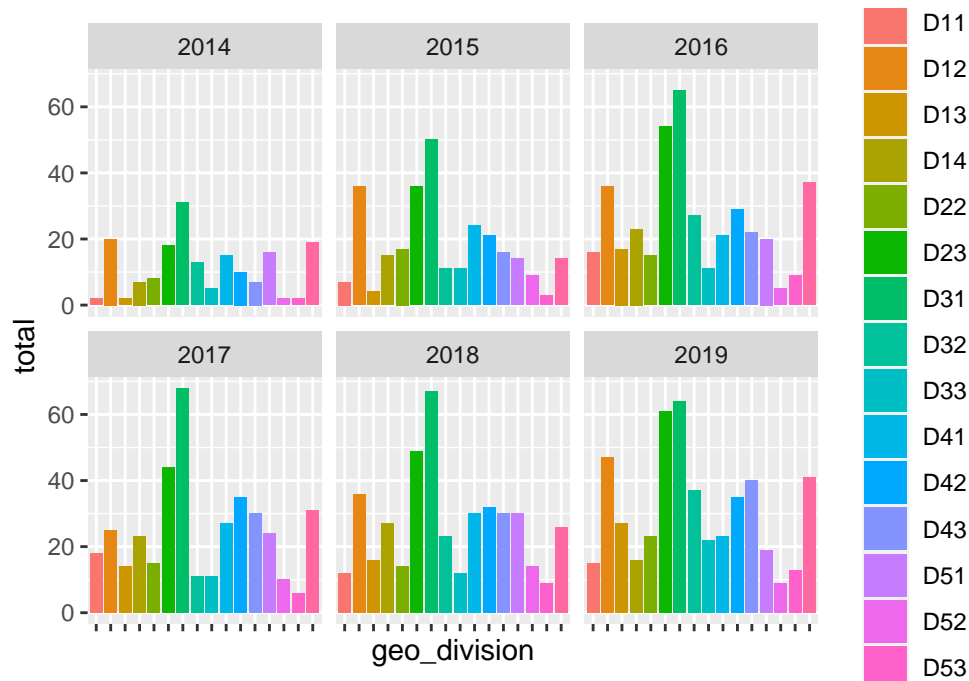 2014
2015
2016
0
20
40
60
2017
2018
2019
0
20
40
60
total
geo_division
D11
D12
D13
D14
D22
D23
D31
D32
D33
D41
D42
D43
D51
D52
D53